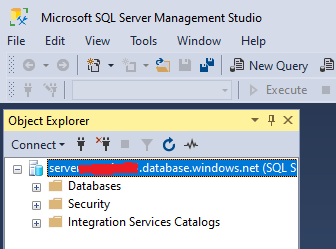 Microsoft SQL Server Management Studio
File Edit View Tools Window Help
New Query
Execute
Object Explorer
Connect
server .database.windows.net (SQL S
Databases
Security
Integration Services Catalogs